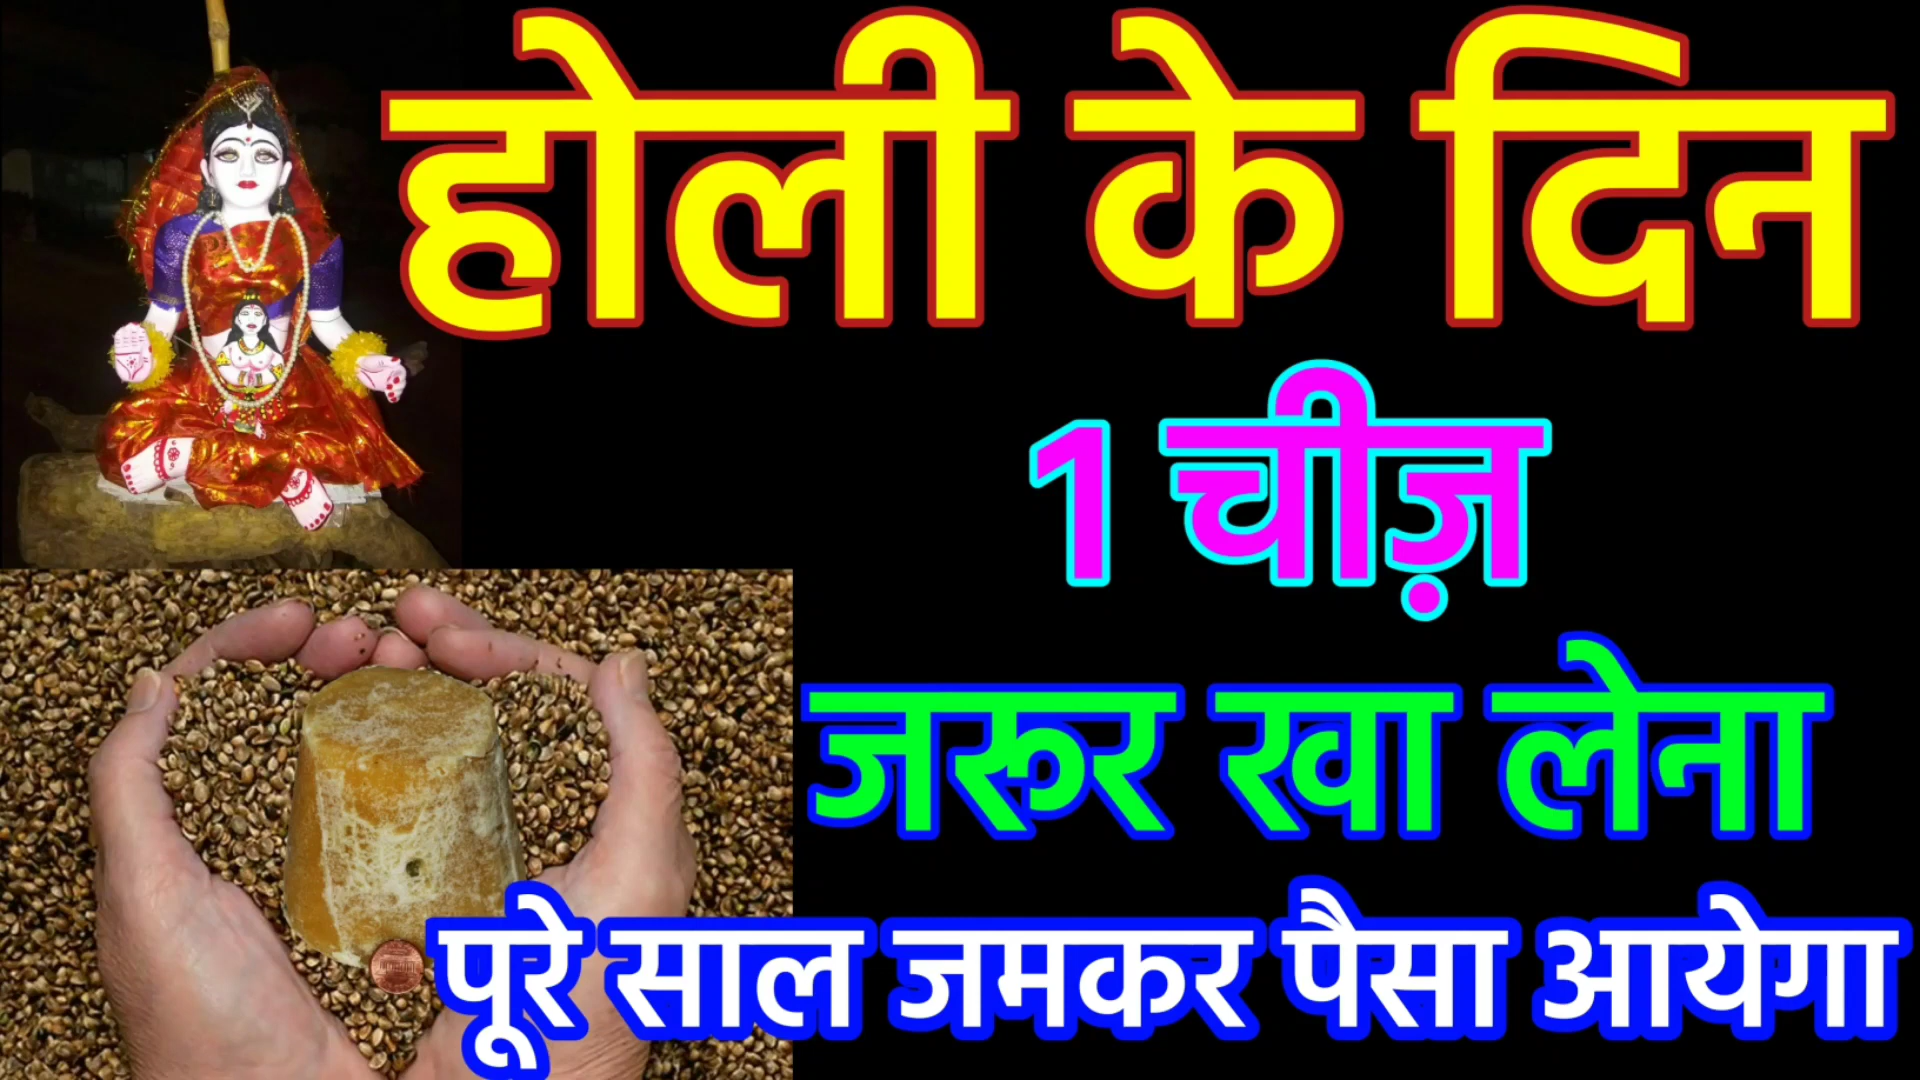 होली के दिन
1 चीज़
जरूर खा लेना
पूरे साल जमकर पैसा आयेगा